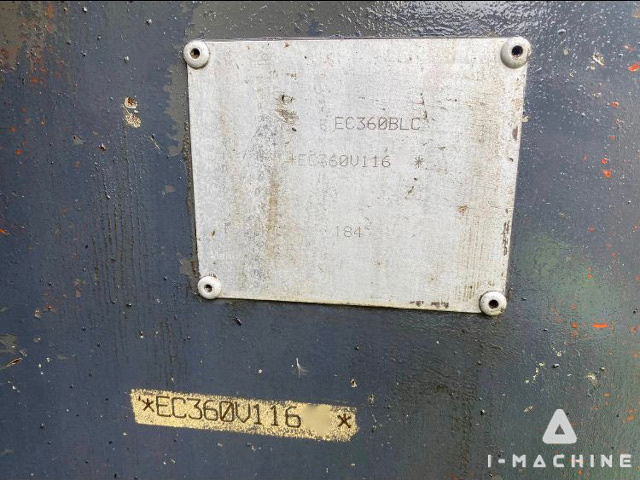 EC360BLC
*EC360V116 *
184
*EC360V116 *
I-MACHINE